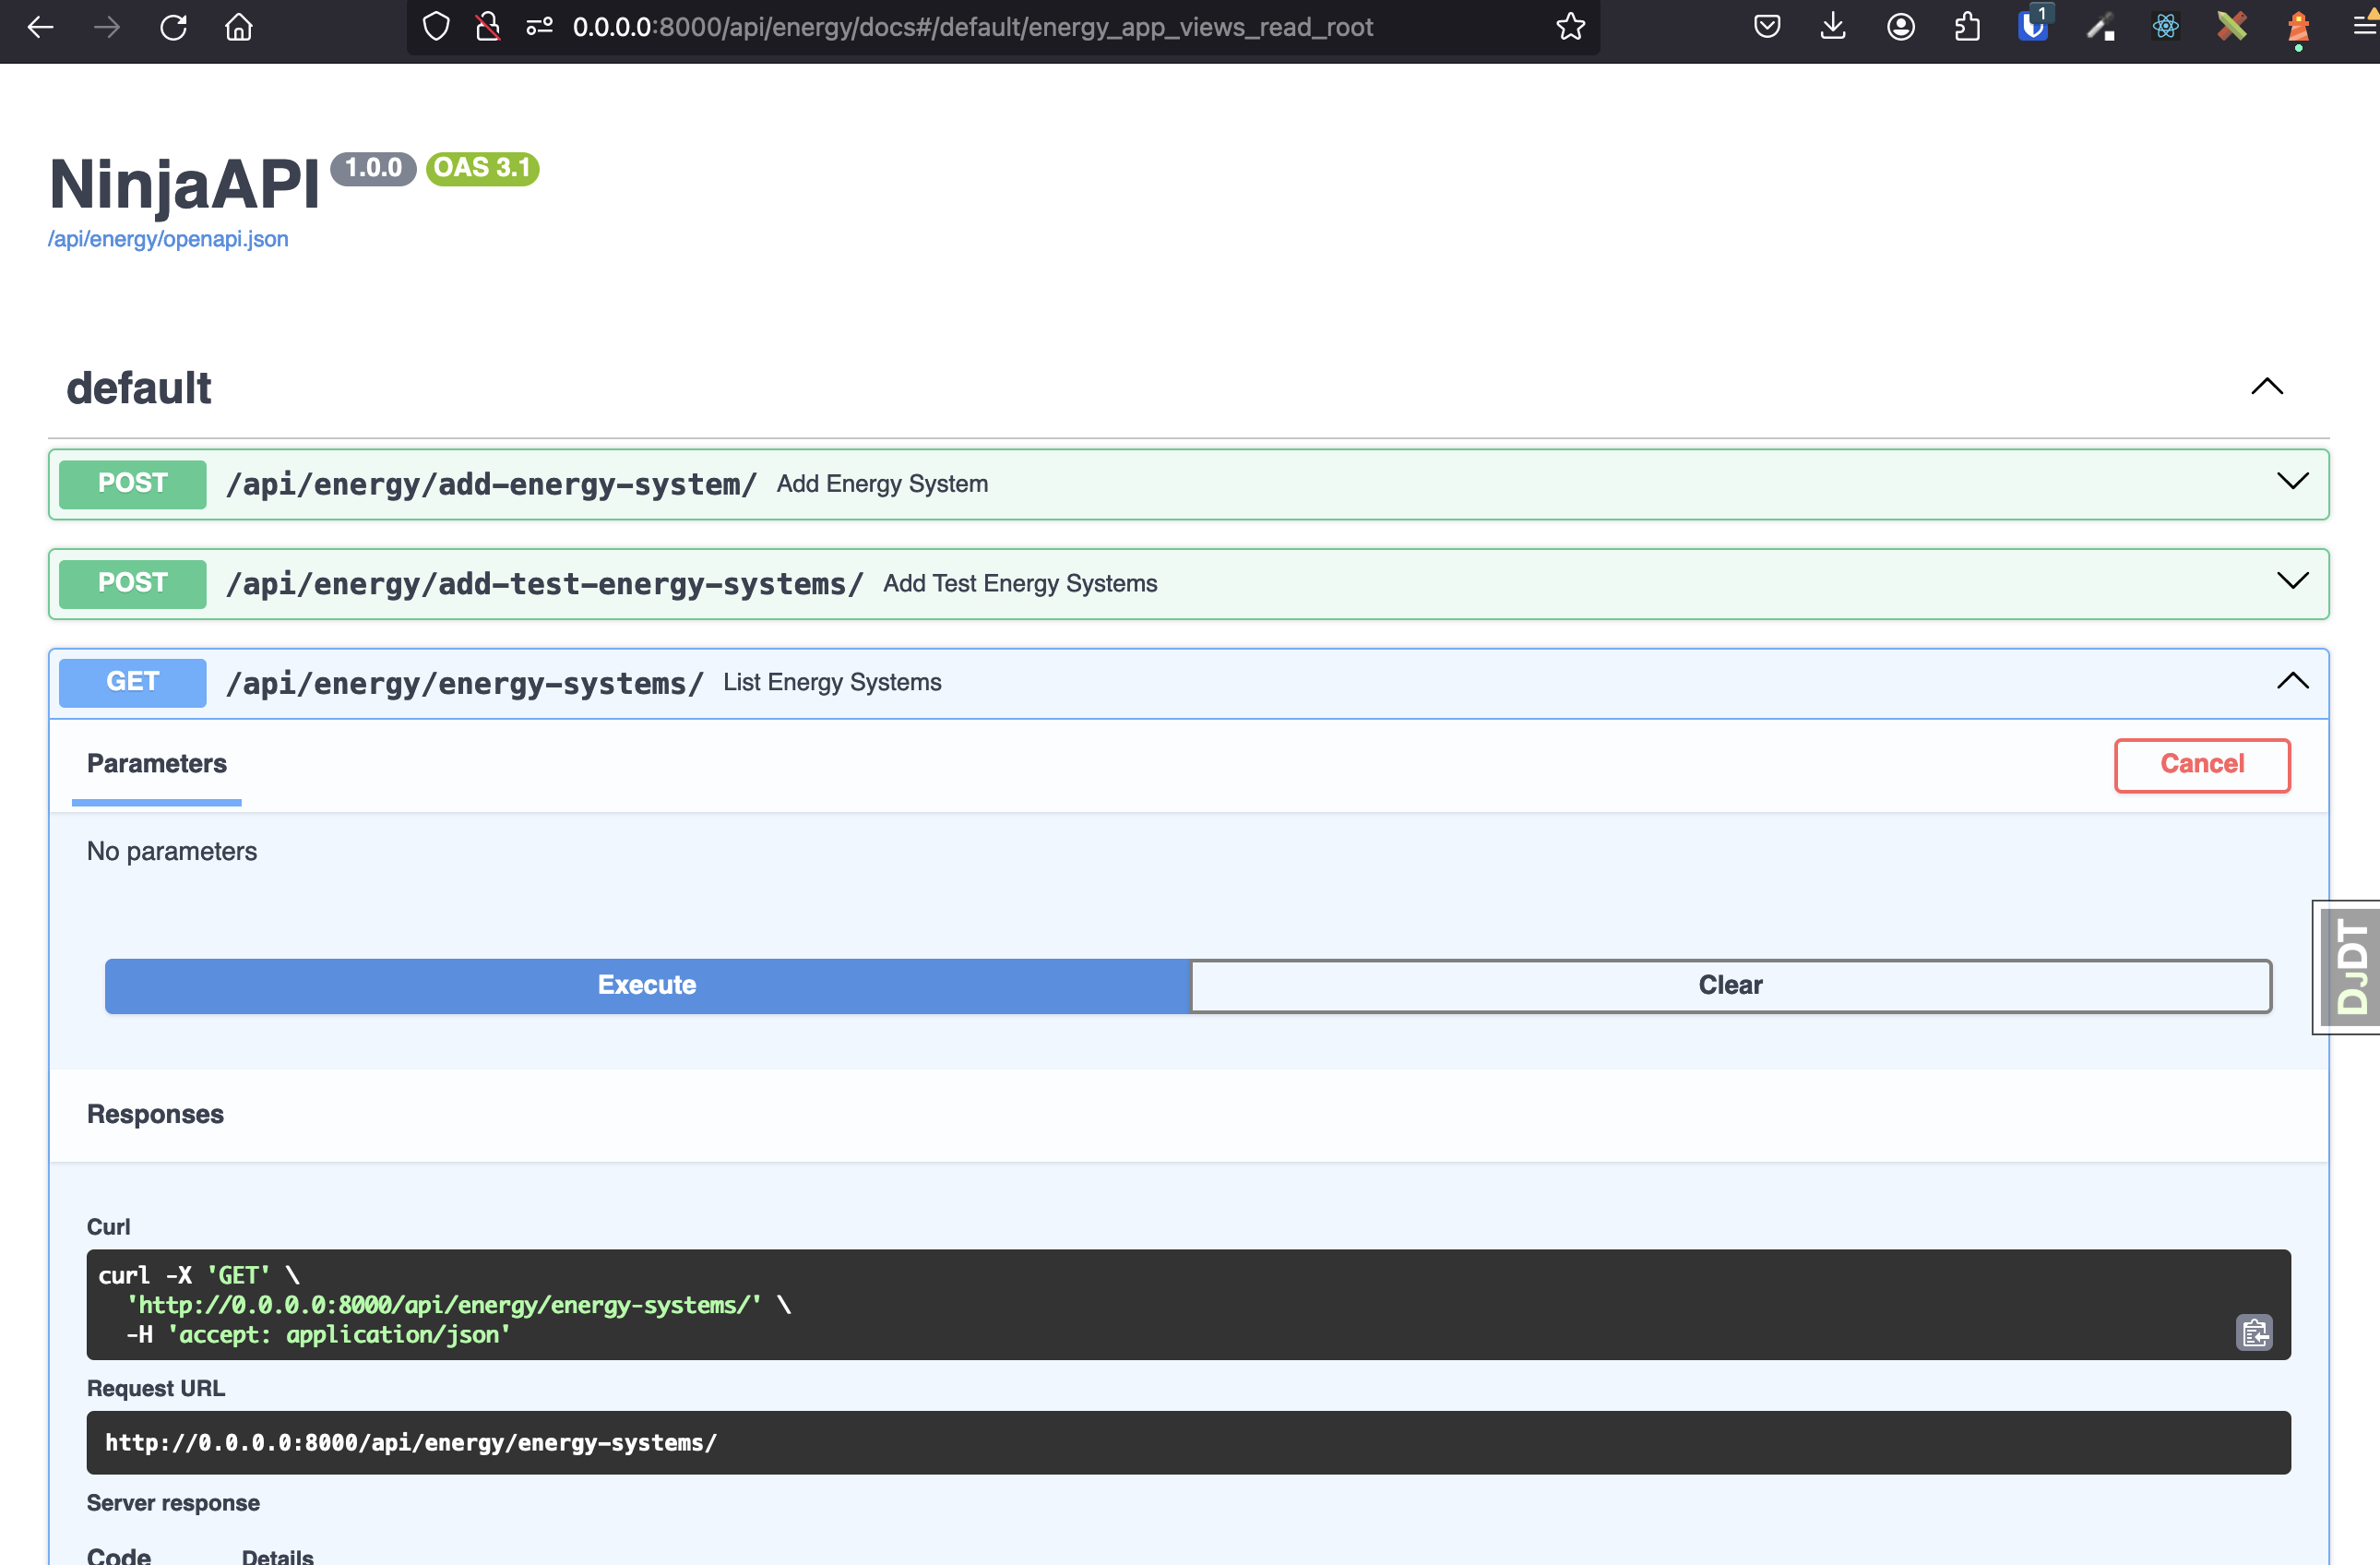 0.0.0.0:8000/api/energy/docs#/default/energy_app_views_read_root
1
NinjaAPI 1.0.0 OAS 3.1
/api/energy/openapi.json
default
POST /api/energy/add-energy-system/ Add Energy System
POST /api/energy/add-test-energy-systems/ Add Test Energy Systems
GET /api/energy/energy-systems/ List Energy Systems
Parameters
Cancel
No parameters
DJDT
Execute
Clear
Responses
Curl
curl -X 'GET' \
'http://0.0.0.0:8000/api/energy/energy-systems/' \
-H 'accept: application/json'
Request URL
http://0.0.0.0:8000/api/energy/energy-systems/
Server response
Code Details